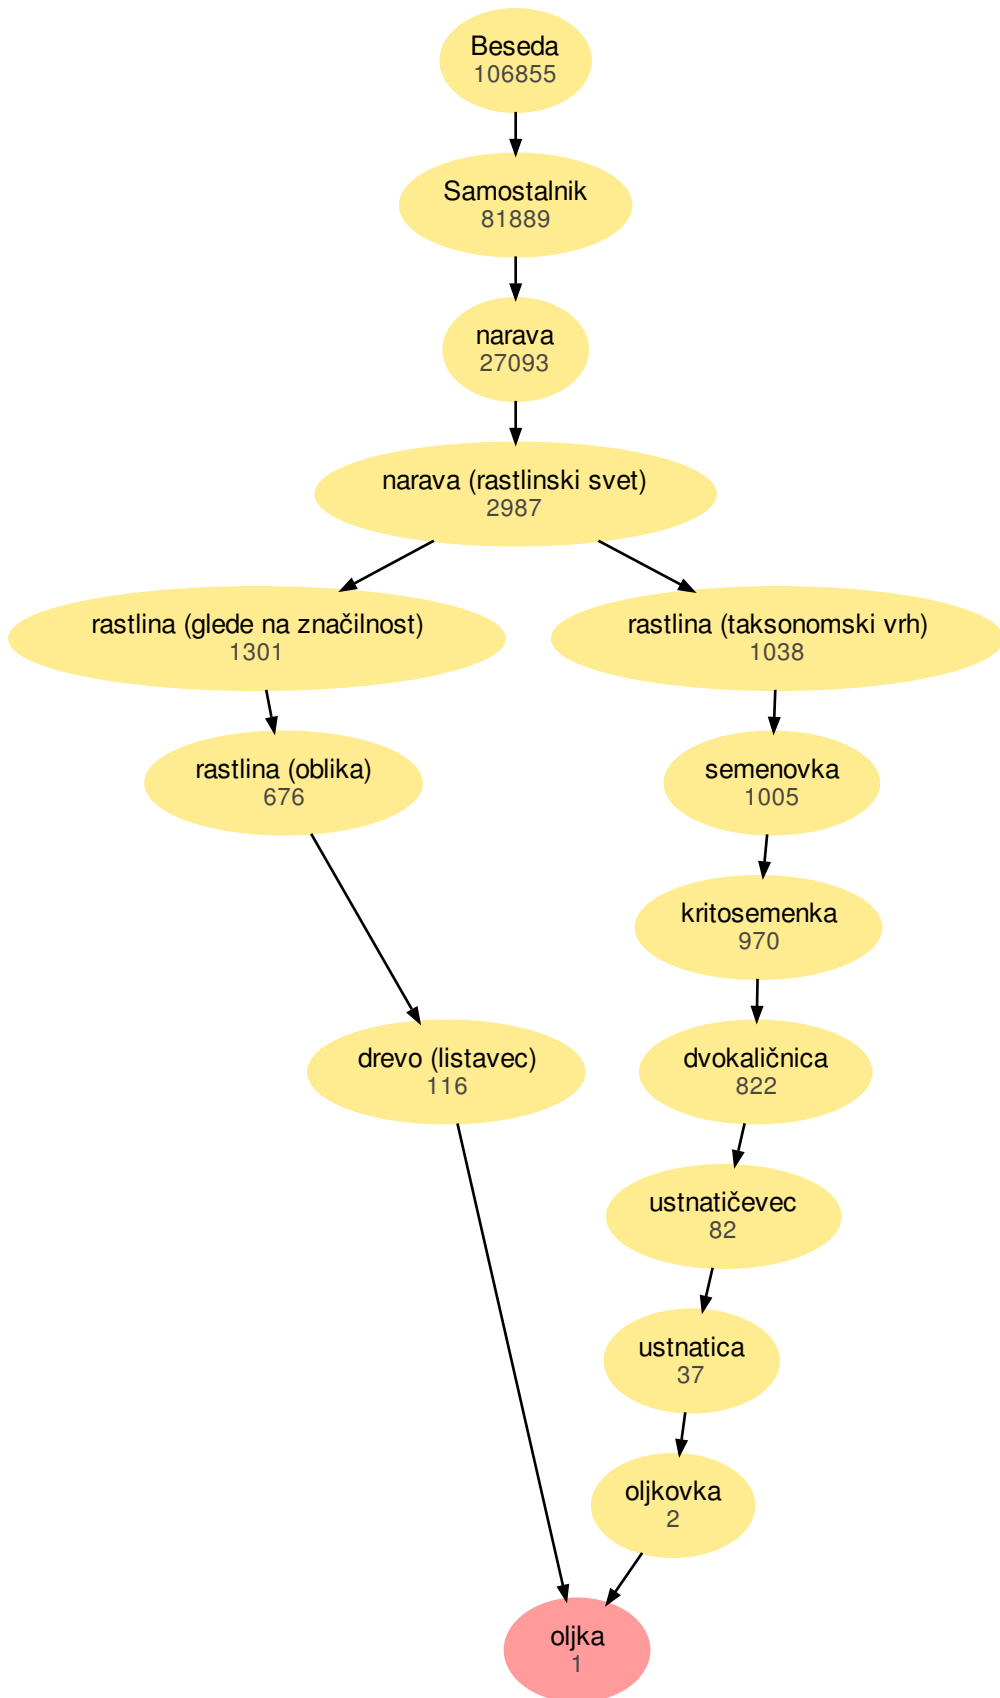 Beseda
106855
Samostalnik
81889
narava
27093
narava (rastlinski svet)
2987
rastlina (glede na značilnost)
1301
rastlina (taksonomski vrh)
1038
rastlina (oblika)
676
semenovka
1005
kritosemenka
970
drevo (listavec)
116
dvokaličnica
822
ustnatičevec
82
ustnatica
37
oljkovka
2
oljka
1